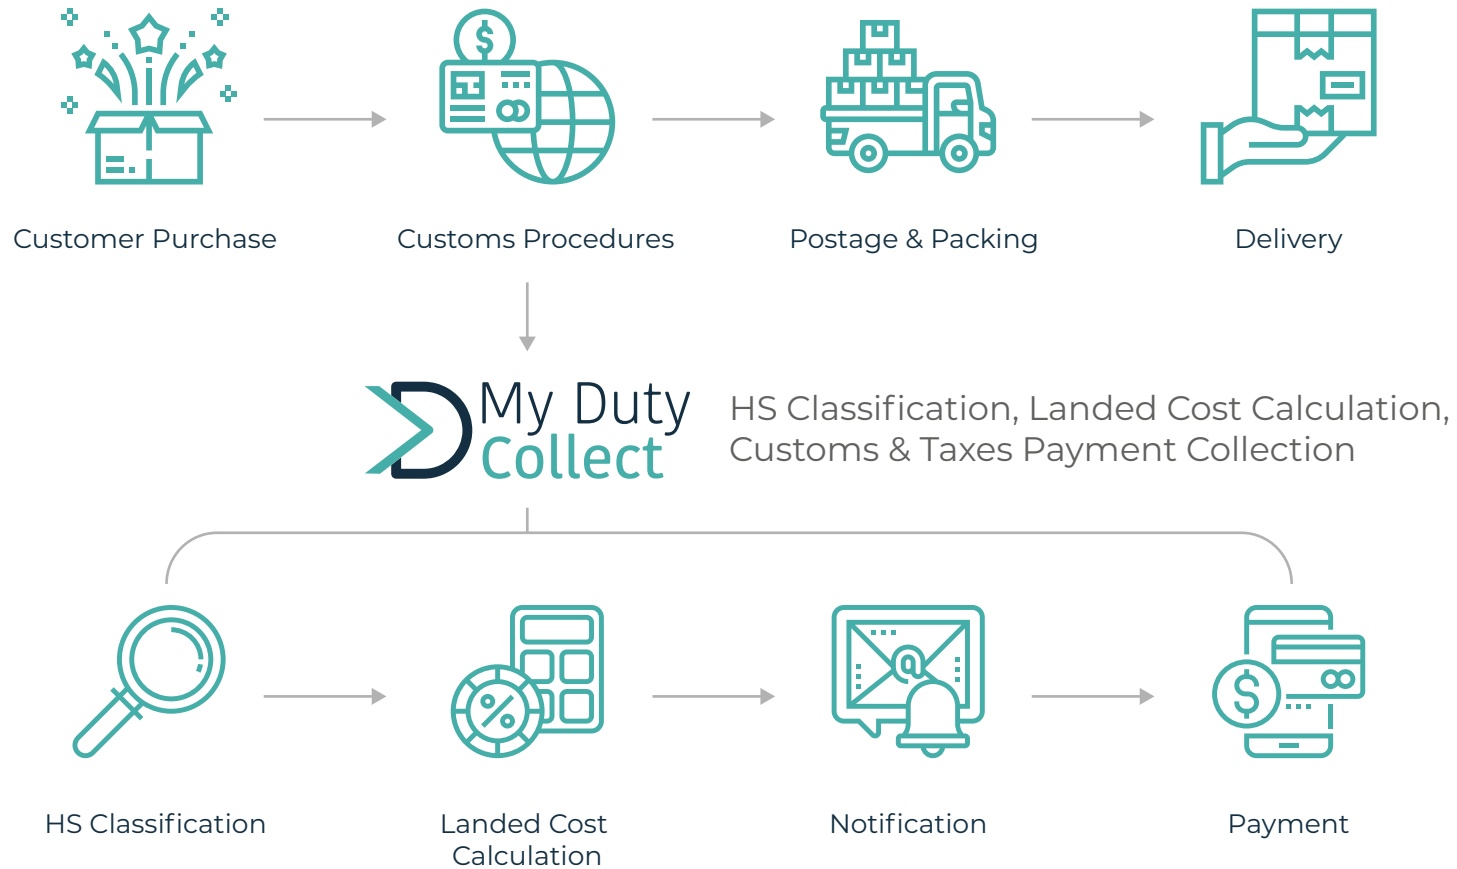 Customer Purchase
Customs Procedures
Postage & Packing
Delivery
My Duty
Collect
HS Classification, Landed Cost Calculation,
Customs & Taxes Payment Collection
HS Classification
Landed Cost
Calculation
Notification
Payment